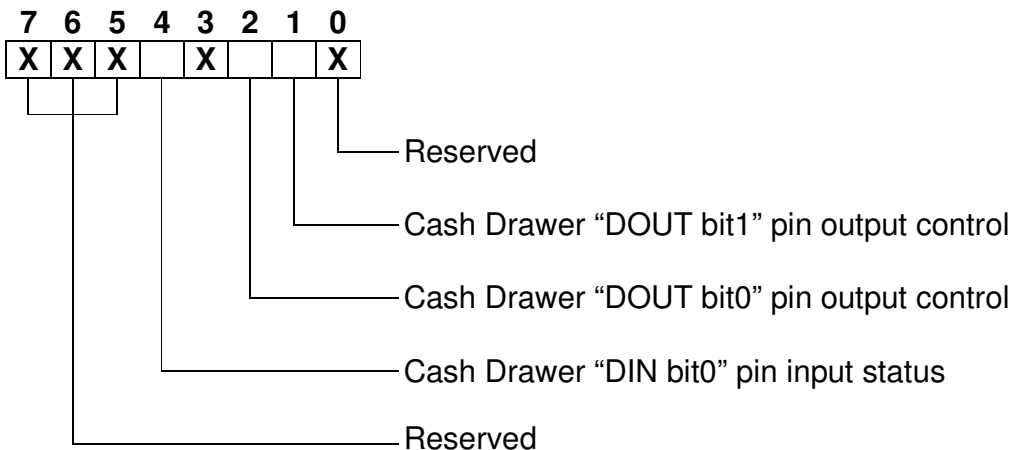 7 6 5 4 3 2 1 0
X X X X X
Reserved
Cash Drawer “DOUT bit1” pin output control
Cash Drawer “DOUT bit0” pin output control
Cash Drawer “DIN bit0” pin input status
Reserved